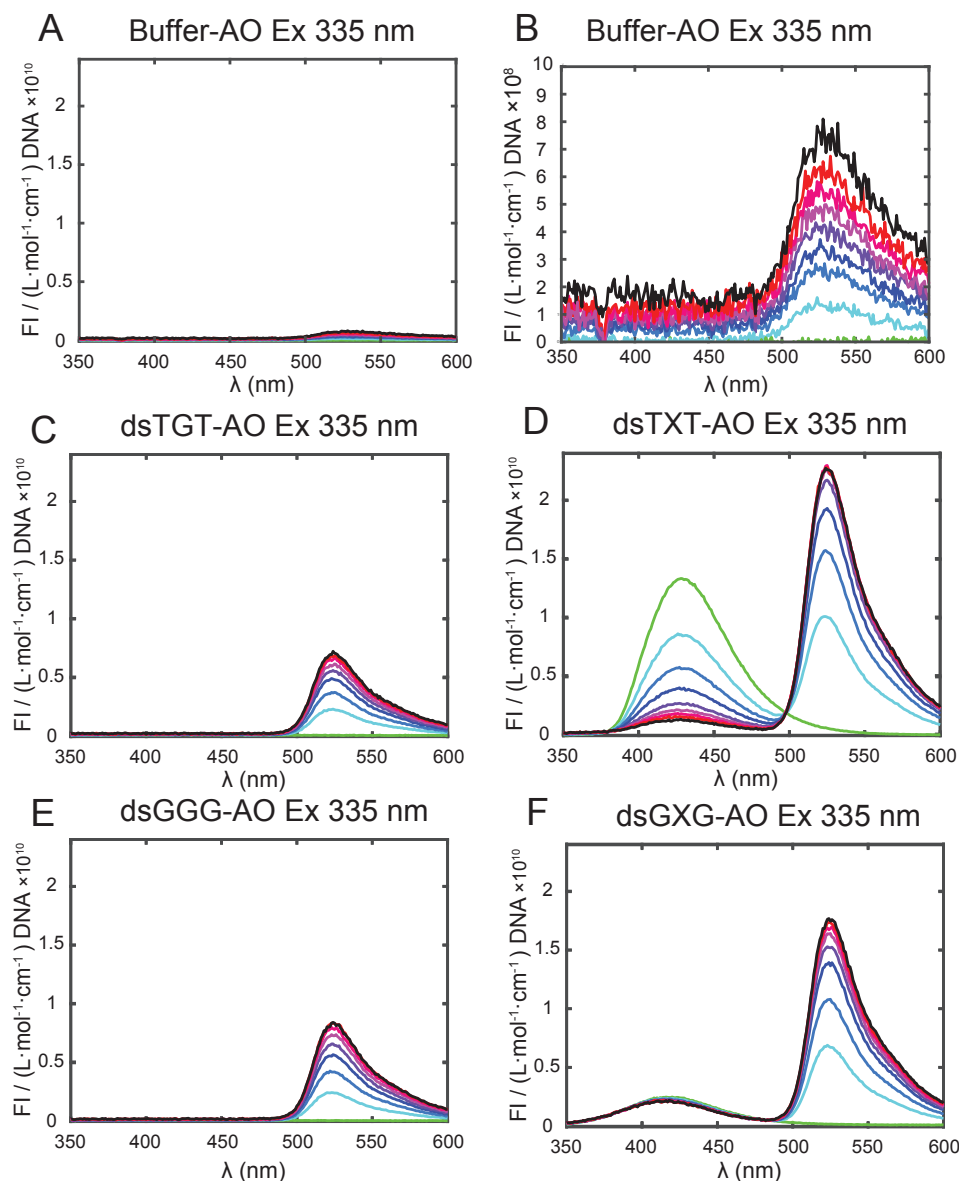 A Buffer-AO Ex 335 nm
FI / (L·mol⁻¹·cm⁻¹ ) DNA ×10¹⁰
2
1.5
1
0.5
0
350 400 450 500 550 600
λ (nm)
B Buffer-AO Ex 335 nm
FI / (L·mol⁻¹·cm⁻¹ ) DNA ×10⁸
10
9
8
7
6
5
4
3
2
1
0
350 400 450 500 550 600
λ (nm)
C dsTGT-AO Ex 335 nm
FI / (L·mol⁻¹·cm⁻¹ ) DNA ×10¹⁰
2
1.5
1
0.5
0
350 400 450 500 550 600
λ (nm)
D dsTXT-AO Ex 335 nm
FI / (L·mol⁻¹·cm⁻¹ ) DNA ×10¹⁰
2
1.5
1
0.5
0
350 400 450 500 550 600
λ (nm)
E dsGGG-AO Ex 335 nm
FI / (L·mol⁻¹·cm⁻¹ ) DNA ×10¹⁰
2
1.5
1
0.5
0
350 400 450 500 550 600
λ (nm)
F dsGXG-AO Ex 335 nm
FI / (L·mol⁻¹·cm⁻¹ ) DNA ×10¹⁰
2
1.5
1
0.5
0
350 400 450 500 550 600
λ (nm)